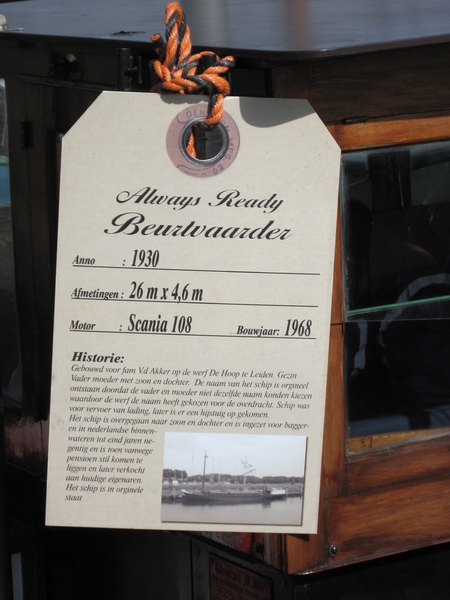 Always Ready
Beurtvaarder
Anno : 1930
Afmetingen : 26 m x 4,6 m
Motor : Scania 108 Bouwjaar: 1968
Historie:
Gebouwd voor fam V.d Akker op de werf De Hoop te Leiden. Gezin
Vader moeder met zoon en dochter. De naam van het schip is orgineel
ontstaan doordat de vader en moeder niet dezelfde naam konden kiezen
waardoor de werf de naam heeft gekozen voor de overdracht. Schip was
voor vervoer van lading, later is er een hijstuig op gekomen.
Het schip is overgegaan naar zoon en dochter en is ingezet voor bagger-
en in nederlandse binnen-
wateren tot eind jaren ne-
gentig en is toen vanwege
pensioen stil komen te
liggen en later verkocht
aan huidige eigenaren.
Het schip is in orginele
staat